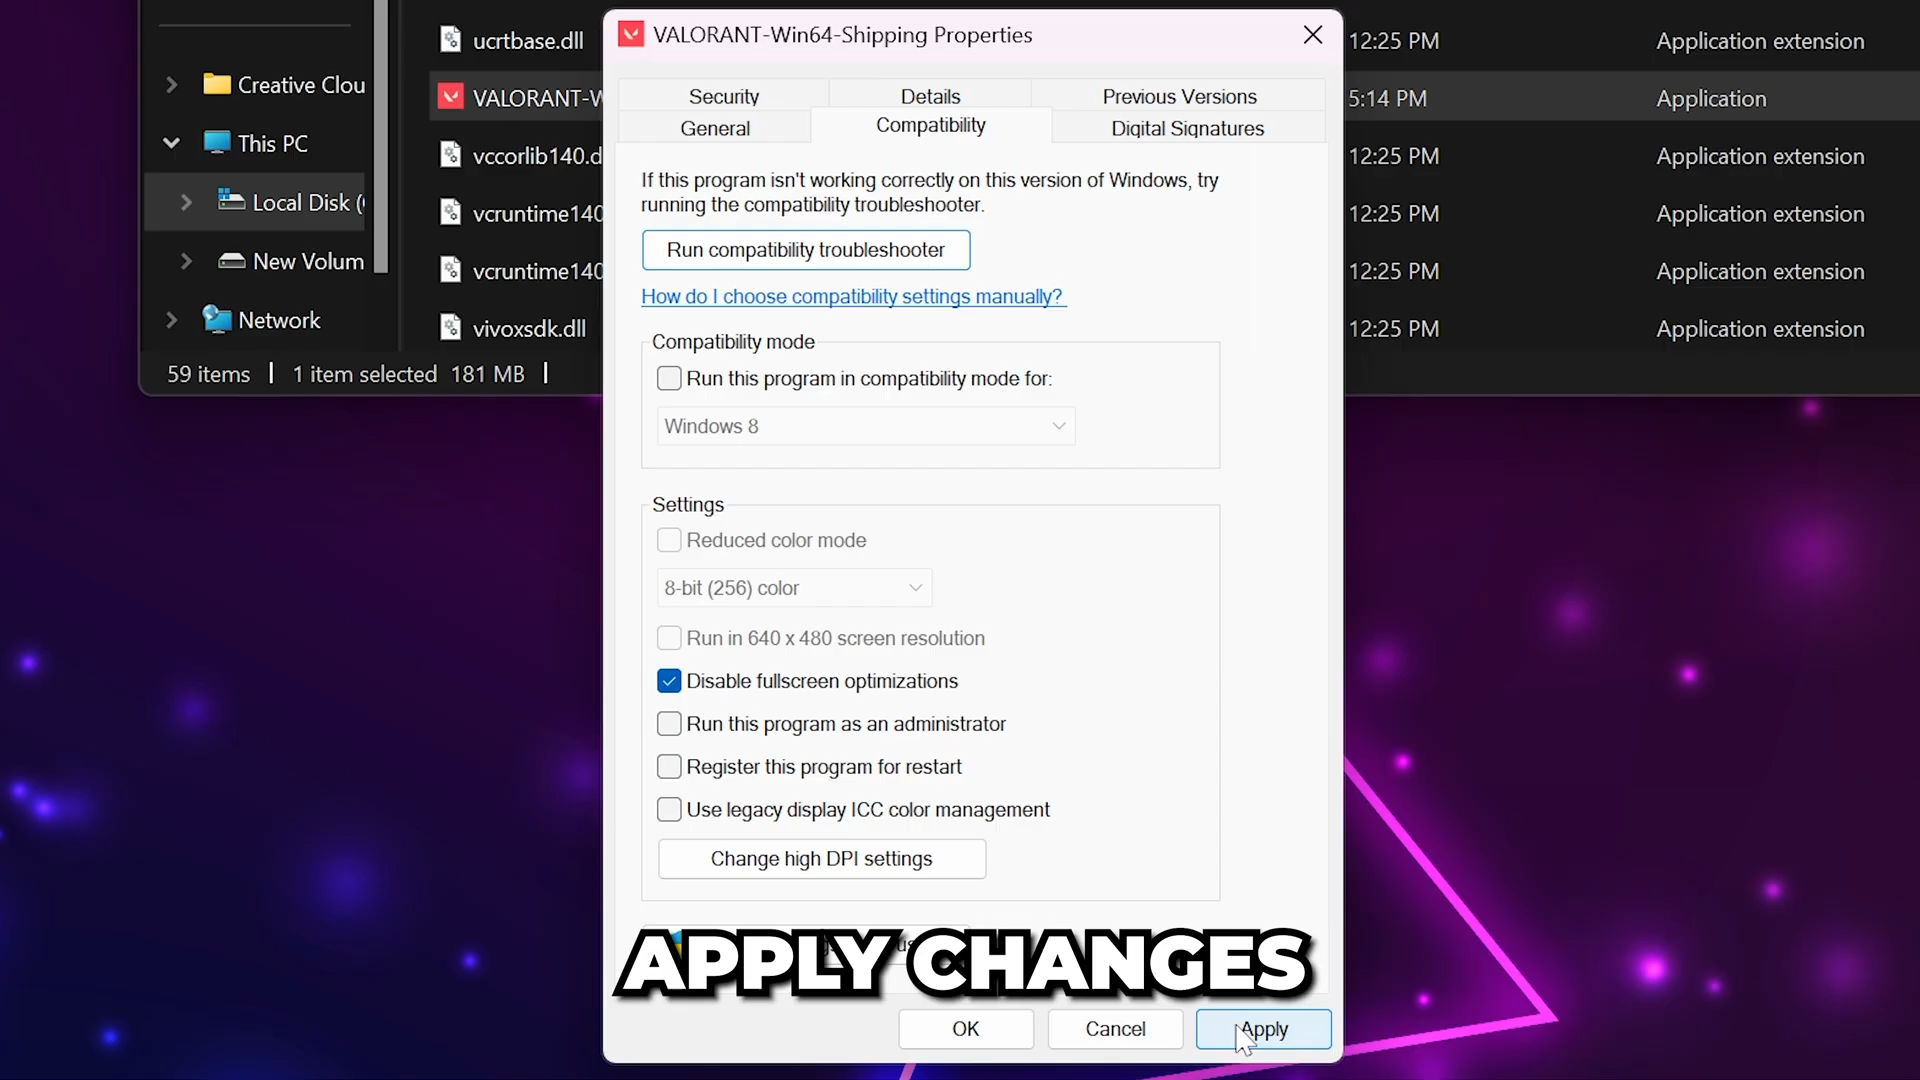 Creative Clou
This PC
Local Disk (
New Volum
Network
59 items
1 item selected 181 MB
ucrtbase.dll
VALORANT-W
vccorlib140.d
vcruntime140
vcruntime140
vivoxsdk.dll
VALORANT-Win64-Shipping Properties
Security Details Previous Versions
General Compatibility Digital Signatures
If this program isn't working correctly on this version of Windows, try
running the compatibility troubleshooter.
Run compatibility troubleshooter
How do I choose compatibility settings manually?
Compatibility mode
Run this program in compatibility mode for:
Windows 8
Settings
Reduced color mode
8-bit (256) color
Run in 640 x 480 screen resolution
Disable fullscreen optimizations
Run this program as an administrator
Register this program for restart
Use legacy display ICC color management
Change high DPI settings
APPLY CHANGES
OK Cancel Apply
12:25 PM Application extension
5:14 PM Application
12:25 PM Application extension
12:25 PM Application extension
12:25 PM Application extension
12:25 PM Application extension